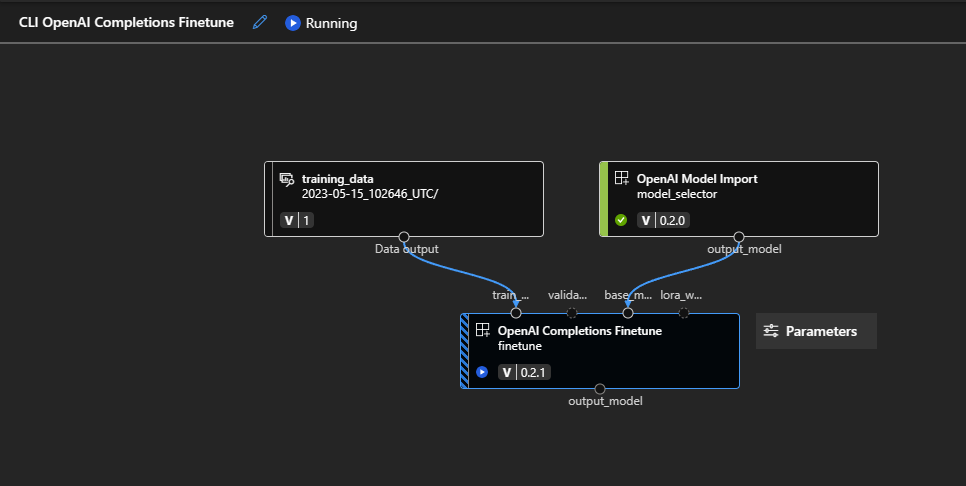 CLI OpenAI Completions Finetune Running
training_data
2023-05-15_102646_UTC/
V 1
Data output
OpenAI Model Import
model_selector
V 0.2.0
output_model
train_... valida... base_m... lora_w...
OpenAI Completions Finetune
finetune
V 0.2.1
output_model
Parameters